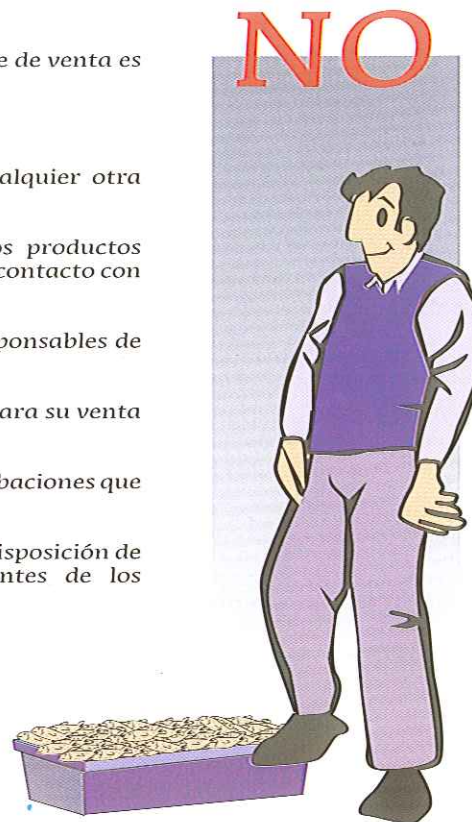 NO
e de venta es
alquier otra
os productos
contacto con
ponsables de
ara su venta
baciones que
isposición de
ntes de los